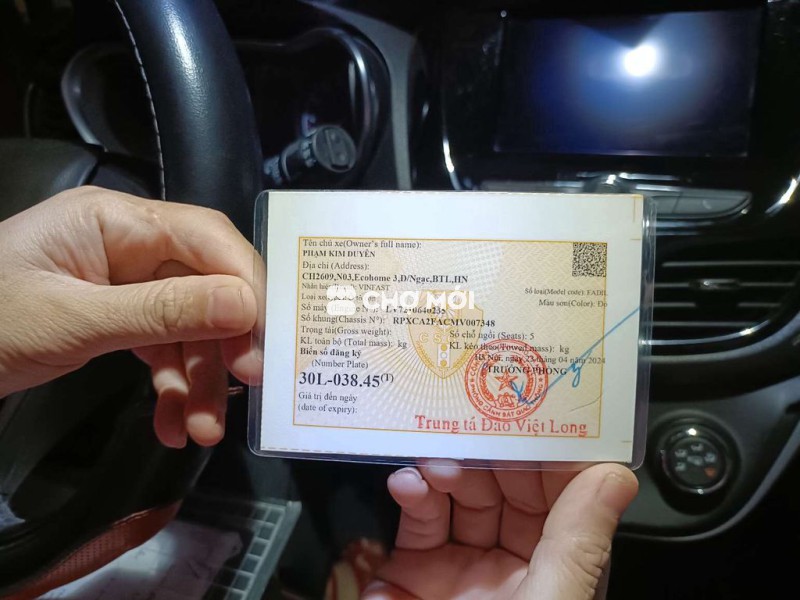 Tên chủ xe(Owner's full name):
PHẠM KIM DUYÊN
Địa chỉ (Address):
CH2609,N03,Ecohome 3,D/Ngạc,BTL,HN
VINFAST
Số loại(Model code): FADIL
CHỢ MỚI
Màu sơn(Color): Đỏ
Số khung(Chassis Nº): RPXCA2FACMV007348
Trọng tải(Gross weight): Số chỗ ngồi (Seats): 5
KL toàn bộ (Total mass): kg KL kéo theo(Towed mass): kg
Biển số đăng ký
Hà Nội, ngày 23 tháng 04 năm 2024
(Number Plate)
TRƯỞNG PHÒNG
30L-038.45(T)
Giá trị đến ngày
(date of expiry):
Trung tá Đào Việt Long